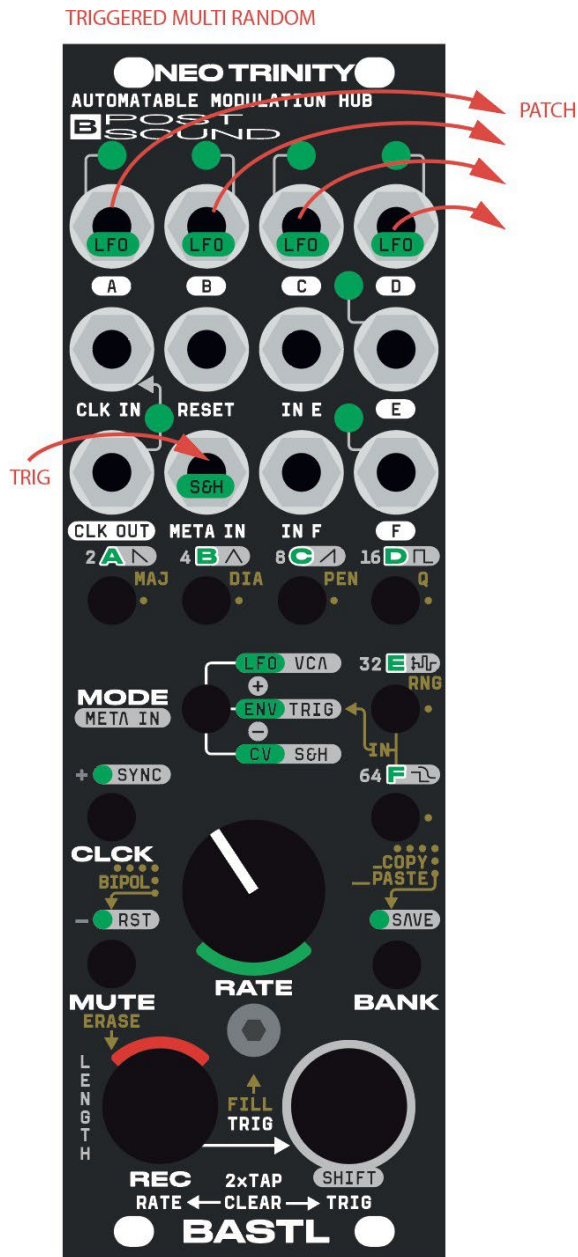 TRIGGERED MULTI RANDOM
NEO TRINITY
AUTOMATABLE MODULATION HUB
B POST SOUND
PATCH
LFO LFO LFO LFO
A B C D
CLK IN RESET IN E E
TRIG
S&H
CLK OUT META IN IN F F
2 A 4 B 8 C 16 D
MAJ DIA PEN Q
LFO VCA 32 E
+ RNG
MODE ENV TRIG
META IN − IN
CV S&H 64 F
+ SYNC
CLCK
BIPOL _COPY
__PASTE
− RST SAVE
RATE
MUTE BANK
ERASE
LENGTH
FILL
TRIG
REC 2xTAP SHIFT
RATE CLEAR TRIG
BASTL